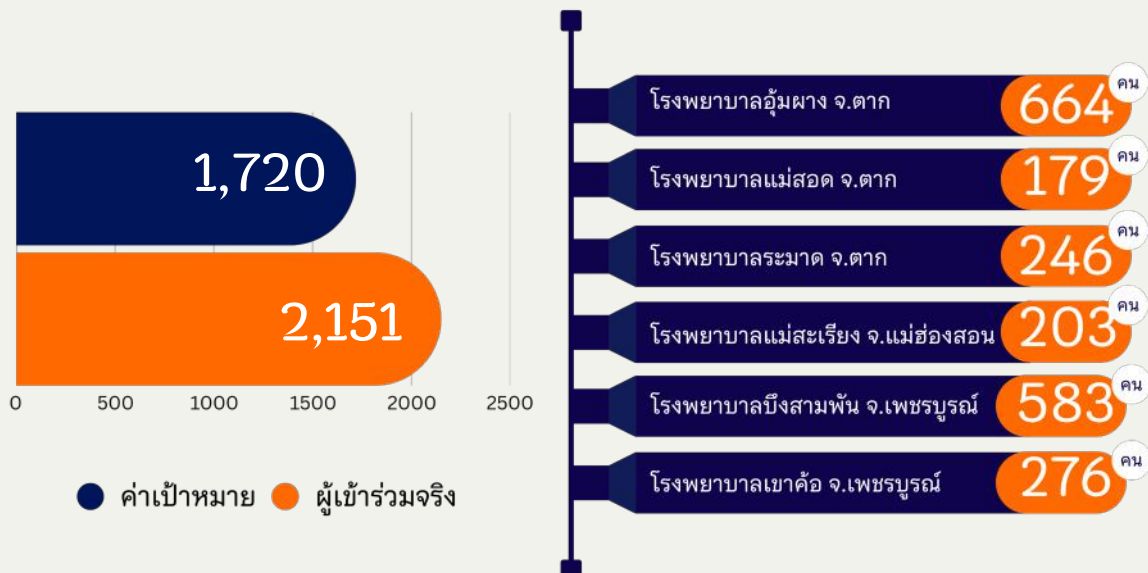 1,720
2,151
0 500 1000 1500 2000 2500
ค่าเป้าหมาย ผู้เข้าร่วมจริง
โรงพยาบาลอุ้มผาง จ.ตาก 664 คน
โรงพยาบาลแม่สอด จ.ตาก 179 คน
โรงพยาบาลระมาด จ.ตาก 246 คน
โรงพยาบาลแม่สะเรียง จ.แม่ฮ่องสอน 203 คน
โรงพยาบาลบึงสามพัน จ.เพชรบูรณ์ 583 คน
โรงพยาบาลเขาค้อ จ.เพชรบูรณ์ 276 คน